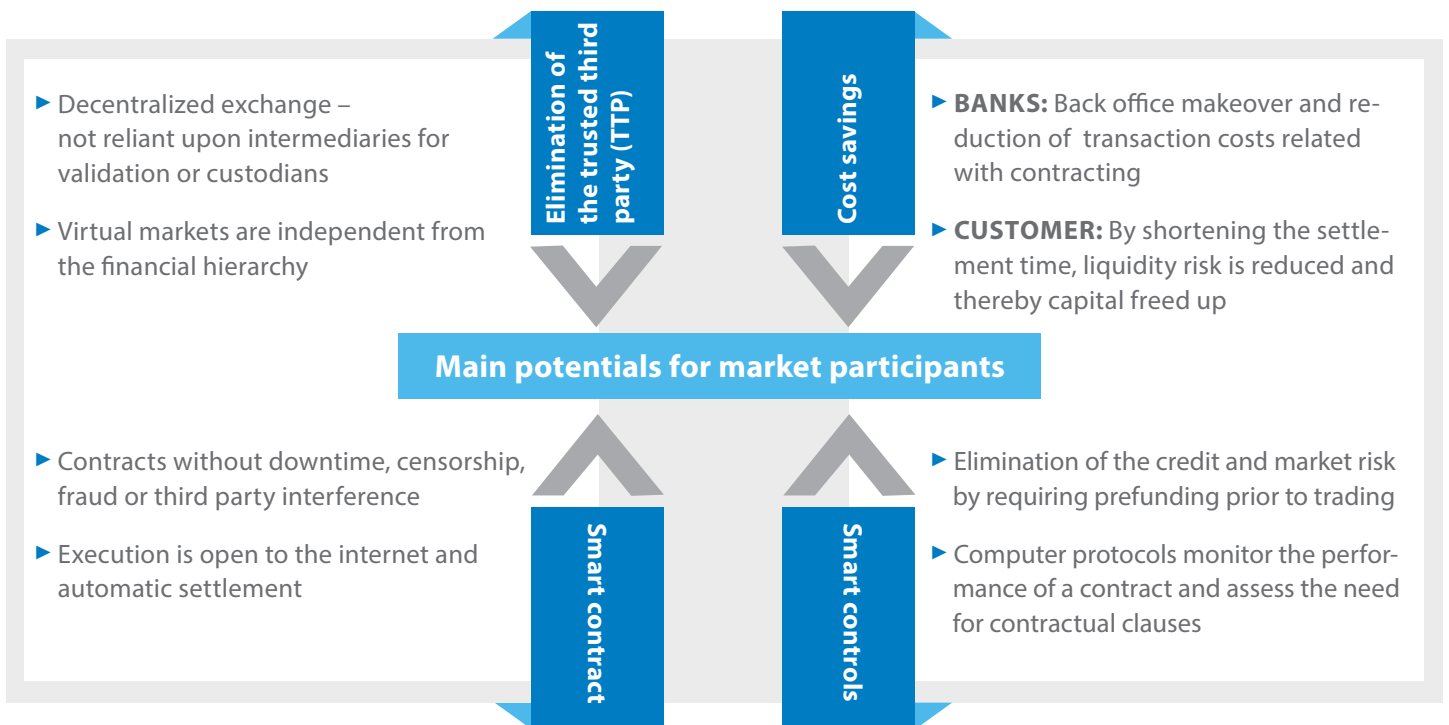 Elimination of
the trusted third
party (TTP)
Decentralized exchange –
not reliant upon intermediaries for
validation or custodians
Virtual markets are independent from
the financial hierarchy
Cost savings
BANKS: Back office makeover and re-
duction of transaction costs related
with contracting
CUSTOMER: By shortening the settle-
ment time, liquidity risk is reduced and
thereby capital freed up
Main potentials for market participants
Contracts without downtime, censorship,
fraud or third party interference
Execution is open to the internet and
automatic settlement
Smart contract
Smart controls
Elimination of the credit and market risk
by requiring prefunding prior to trading
Computer protocols monitor the perfor-
mance of a contract and assess the need
for contractual clauses